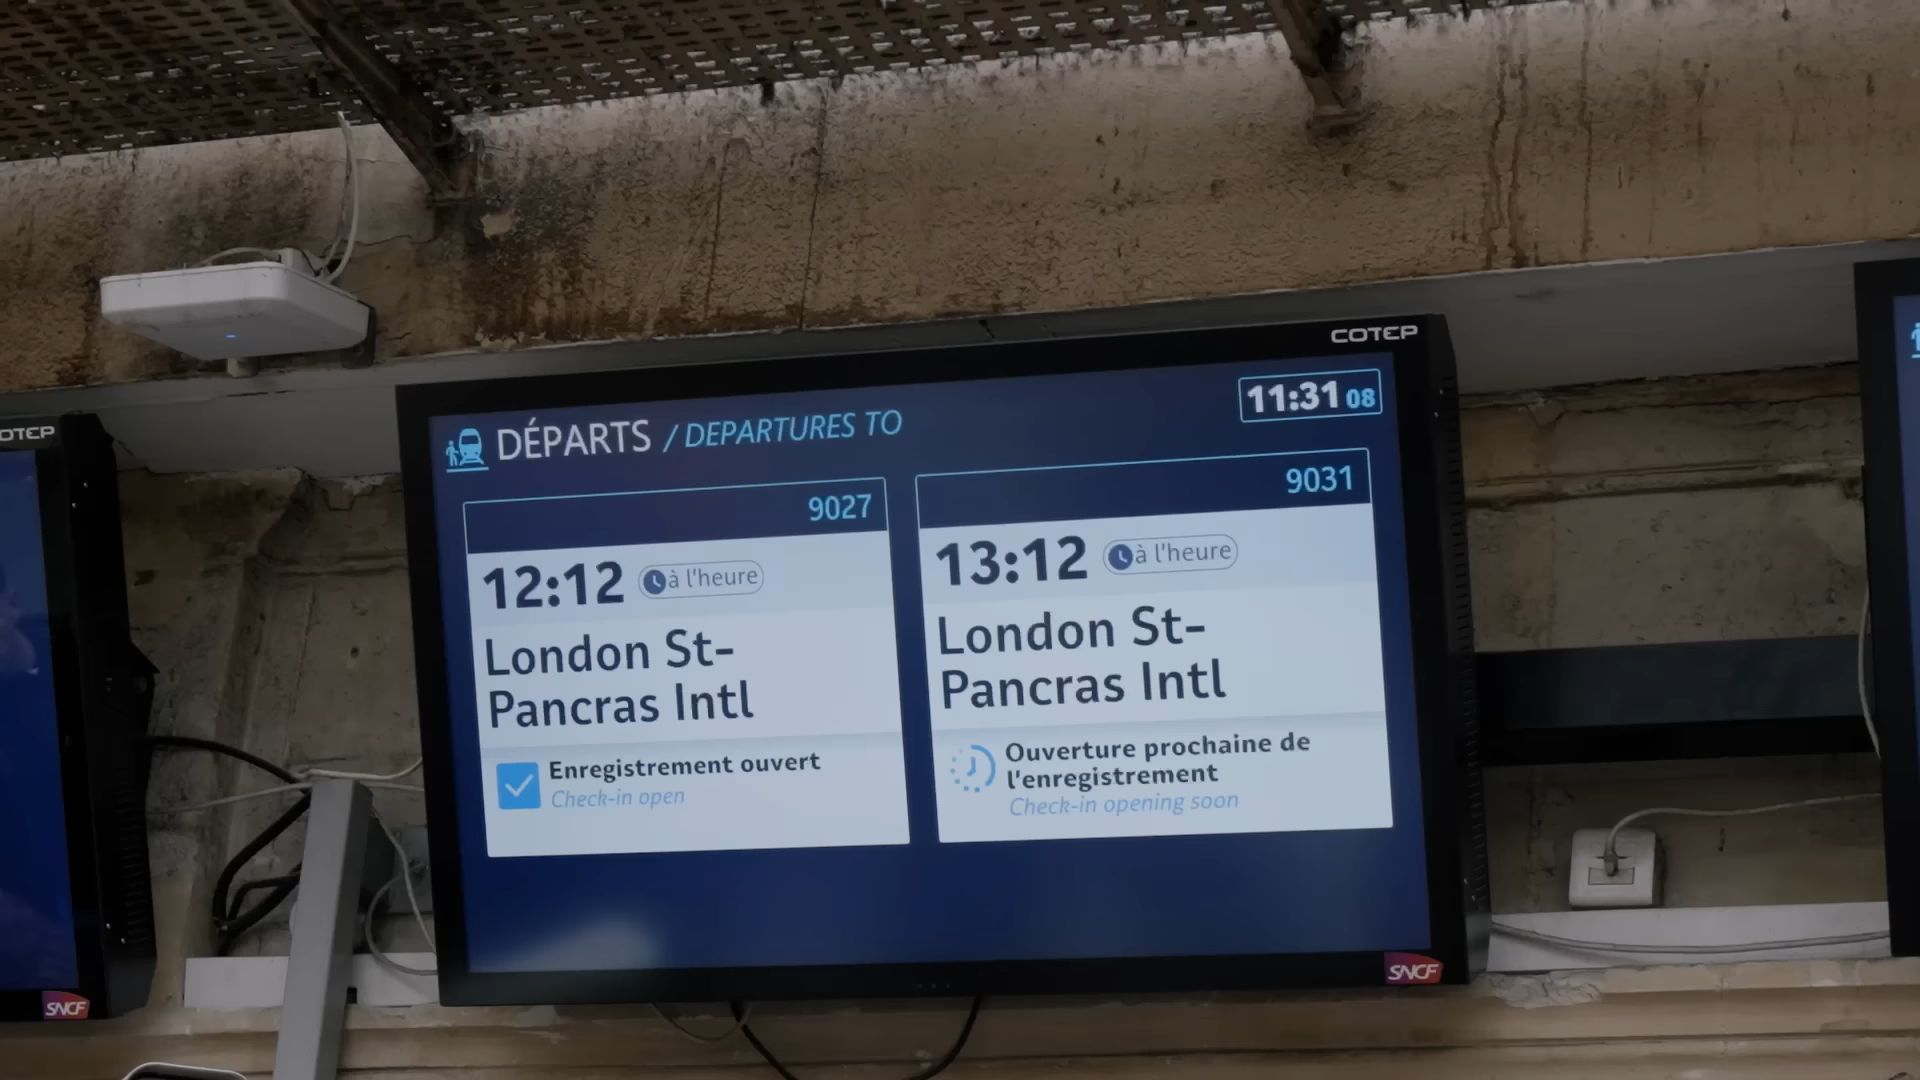 COTEP
OTEP
DÉPARTS / DEPARTURES TO
11:31 08
9027
12:12 à l'heure
London St-
Pancras Intl
Enregistrement ouvert
Check-in open
9031
13:12 à l'heure
London St-
Pancras Intl
Ouverture prochaine de
l'enregistrement
Check-in opening soon
SNCF
SNCF